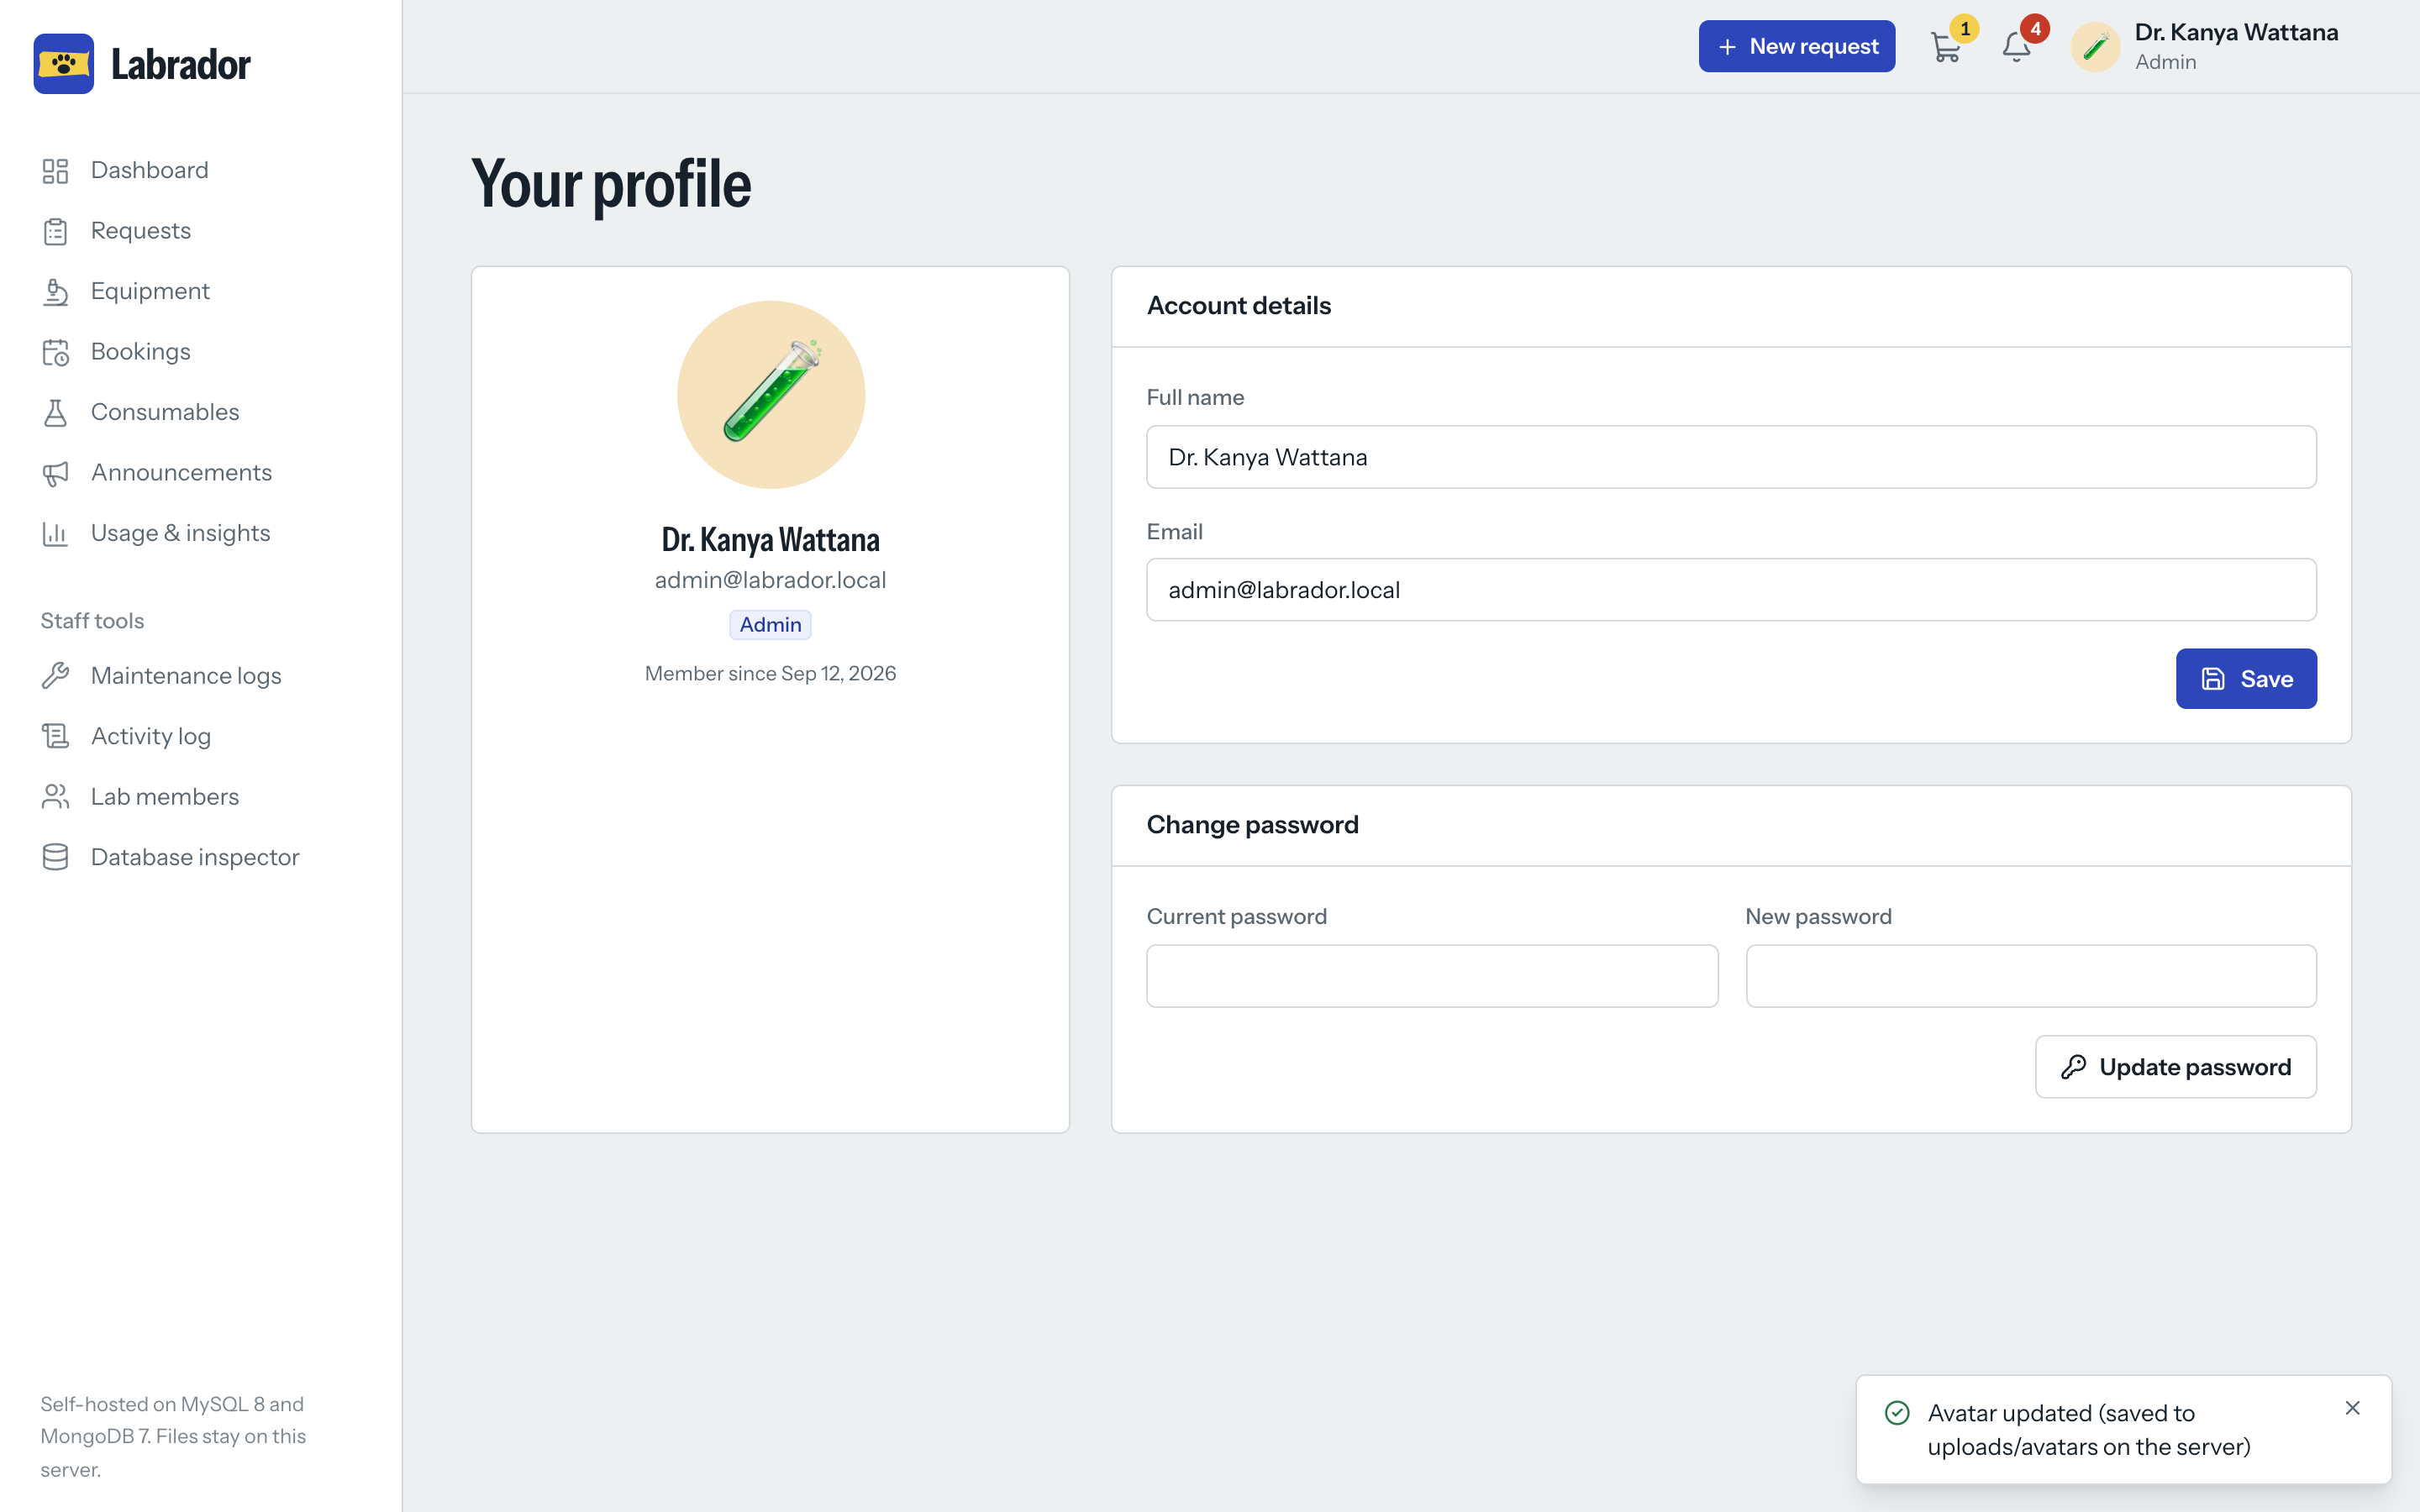 Labrador
Dashboard
Requests
Equipment
Bookings
Consumables
Announcements
Usage & insights
Staff tools
Maintenance logs
Activity log
Lab members
Database inspector
Self-hosted on MySQL 8 and
MongoDB 7. Files stay on this
server.
New request
1
4
Dr. Kanya Wattana
Admin
Your profile
Dr. Kanya Wattana
admin@labrador.local
Admin
Member since Sep 12, 2026
Account details
Full name
Dr. Kanya Wattana
Email
admin@labrador.local
Save
Change password
Current password
New password
Update password
Avatar updated (saved to
uploads/avatars on the server)